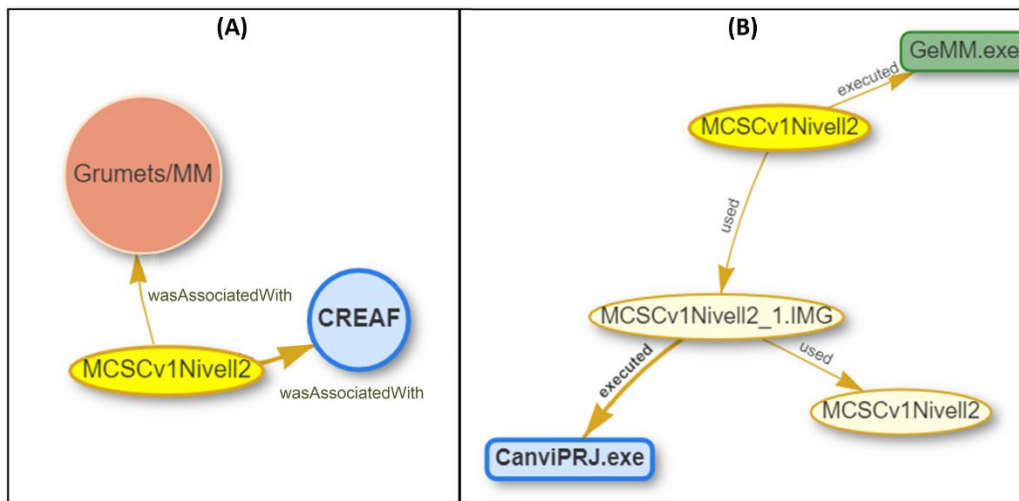 (A)
Grumets/MM
wasAssociatedWith
CREAF
MCSCv1Nivell2
wasAssociatedWith
(B)
GeMM.exe
executed
MCSCv1Nivell2
used
MCSCv1Nivell2_1.IMG
executed
used
MCSCv1Nivell2
CanviPRJ.exe